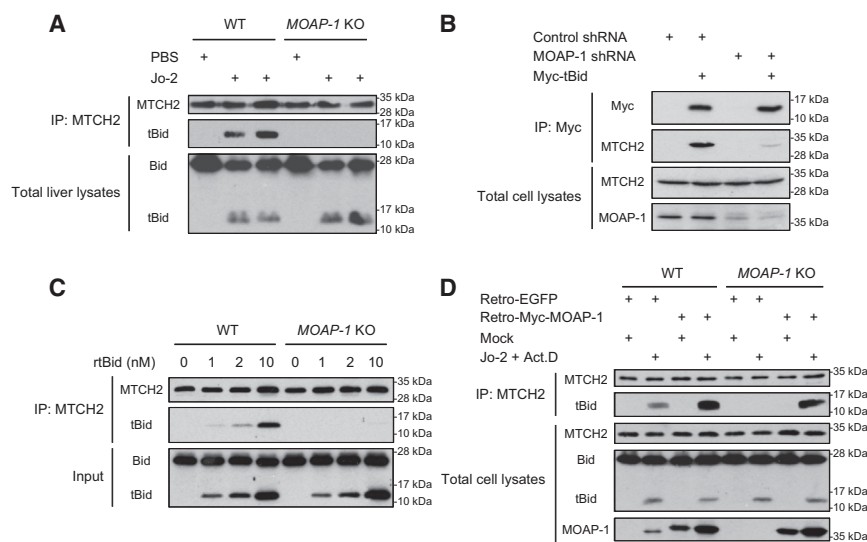 A
WT MOAP-1 KO
PBS + +
Jo-2 + + + +
IP: MTCH2
MTCH2 -35 kDa
-28 kDa
tBid -17 kDa
-10 kDa
Total liver lysates
Bid -28 kDa
tBid -17 kDa
-10 kDa
B
Control shRNA + +
MOAP-1 shRNA + +
Myc-tBid + +
IP: Myc
Myc -17 kDa
-10 kDa
MTCH2 -35 kDa
-28 kDa
Total cell lysates
MTCH2 -35 kDa
-28 kDa
MOAP-1 -35 kDa
C
WT MOAP-1 KO
rtBid (nM) 0 1 2 10 0 1 2 10
IP: MTCH2
MTCH2 -35 kDa
-28 kDa
tBid -17 kDa
-10 kDa
Input
Bid -28 kDa
tBid -17 kDa
-10 kDa
D
WT MOAP-1 KO
Retro-EGFP + + + +
Retro-Myc-MOAP-1 + + + +
Mock + + + +
Jo-2 + Act.D + + + +
IP: MTCH2
MTCH2 -35 kDa
tBid -17 kDa
-10 kDa
Total cell lysates
MTCH2 -35 kDa
Bid -28 kDa
tBid -17 kDa
-10 kDa
MOAP-1 -35 kDa